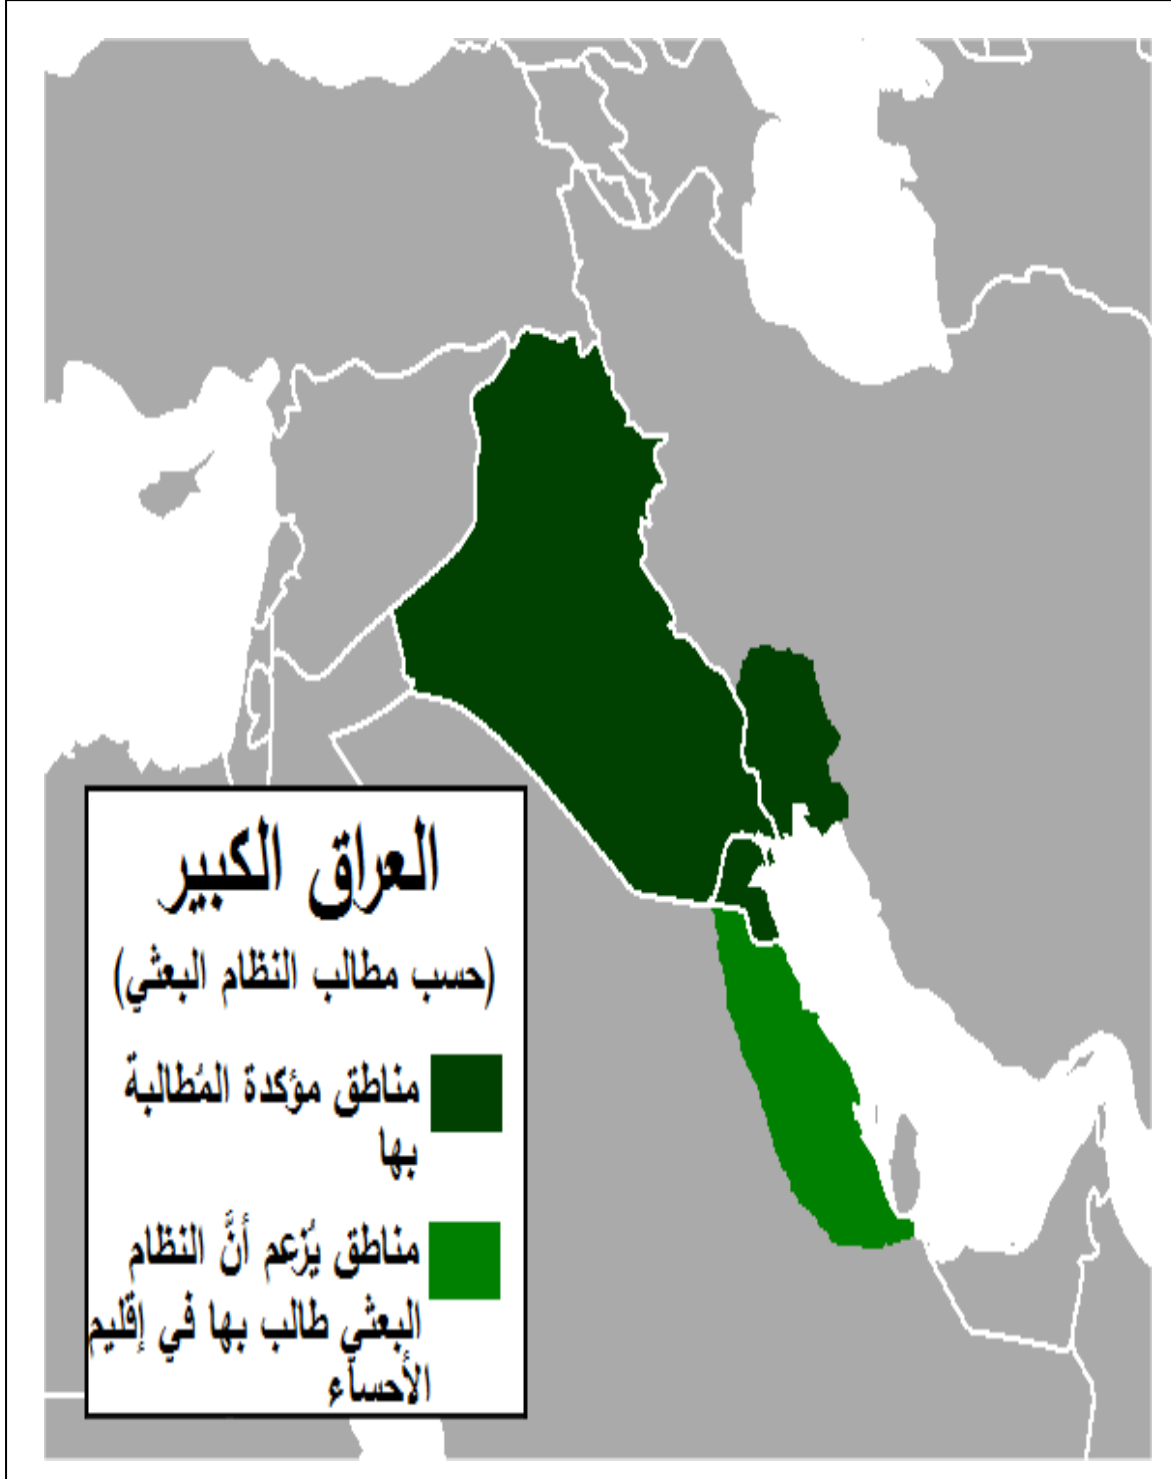 العراق الكبير
(حسب مطالب النظام البعثي)
مناطق مؤكدة المُطالبة
بها
مناطق يُزعم أنَّ النظام
البعثي طالب بها في إقليم
الأحساء